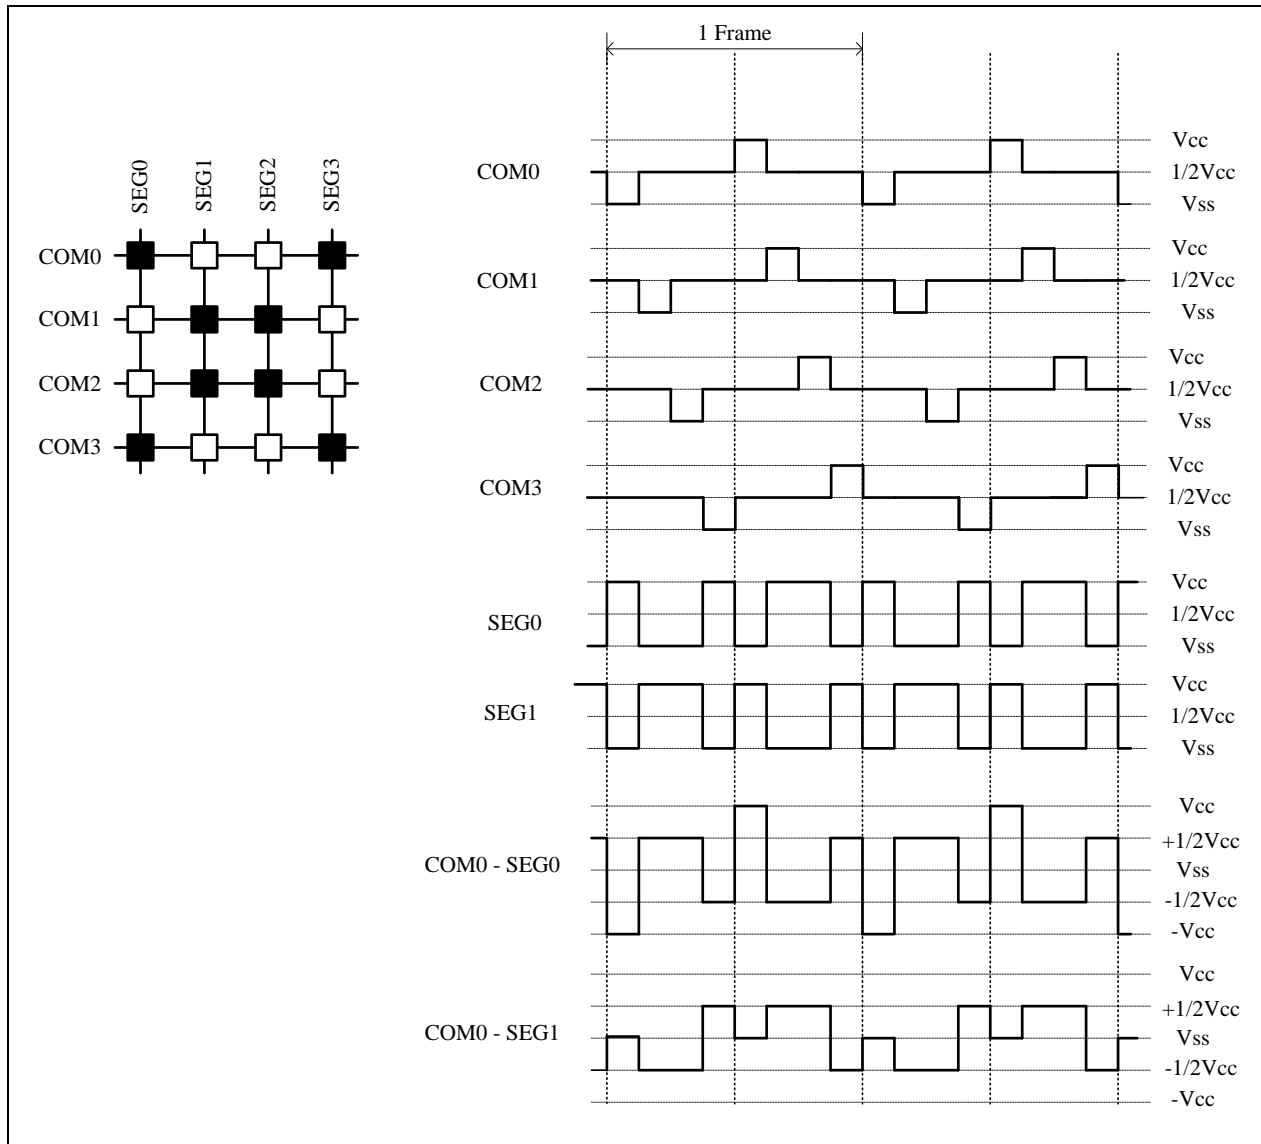 1 Frame
SEG0
SEG1
SEG2
SEG3
COM0
COM1
COM2
COM3
COM0
Vcc
1/2Vcc
Vss
COM1
Vcc
1/2Vcc
Vss
COM2
Vcc
1/2Vcc
Vss
COM3
Vcc
1/2Vcc
Vss
SEG0
Vcc
1/2Vcc
Vss
SEG1
Vcc
1/2Vcc
Vss
COM0 - SEG0
Vcc
+1/2Vcc
Vss
-1/2Vcc
-Vcc
COM0 - SEG1
Vcc
+1/2Vcc
Vss
-1/2Vcc
-Vcc